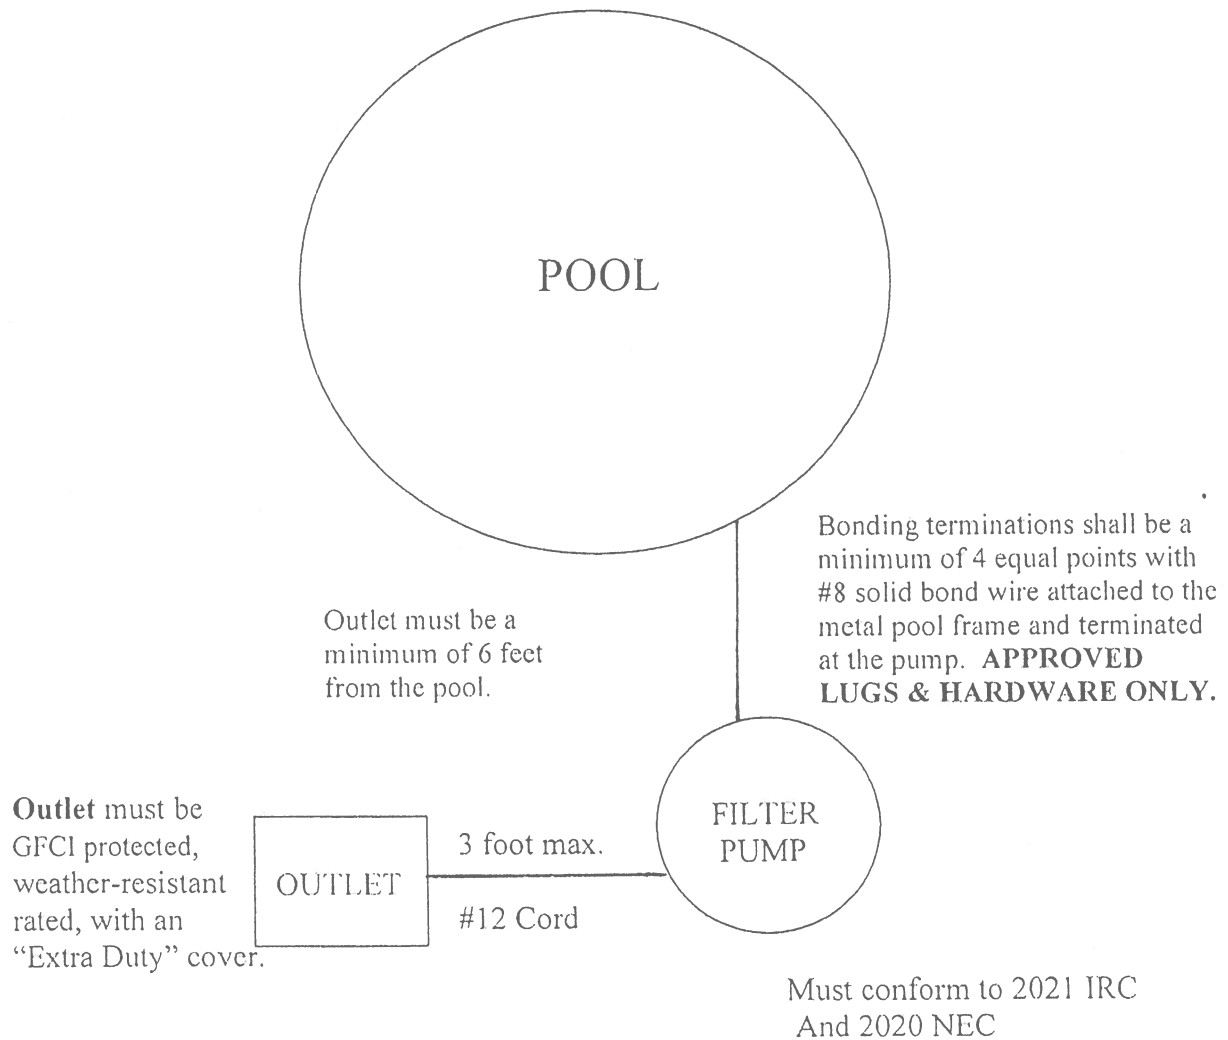 POOL
Bonding terminations shall be a
minimum of 4 equal points with
#8 solid bond wire attached to the
metal pool frame and terminated
at the pump. APPROVED
LUGS & HARDWARE ONLY.
Outlet must be a
minimum of 6 feet
from the pool.
Outlet must be
GFCI protected,
weather-resistant
rated, with an
“Extra Duty” cover.
OUTLET
3 foot max.
#12 Cord
FILTER
PUMP
Must conform to 2021 IRC
And 2020 NEC